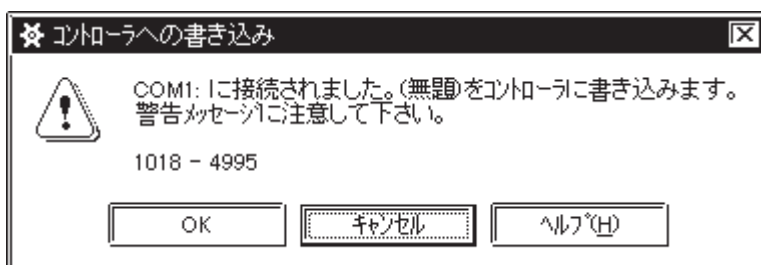 コントローラへの書き込み
COM1: に接続されました。(無題)をコントローラに書き込みます。
警告メッセージに注意して下さい。
1018 - 4995
OK
キャンセル
ヘルプ(H)